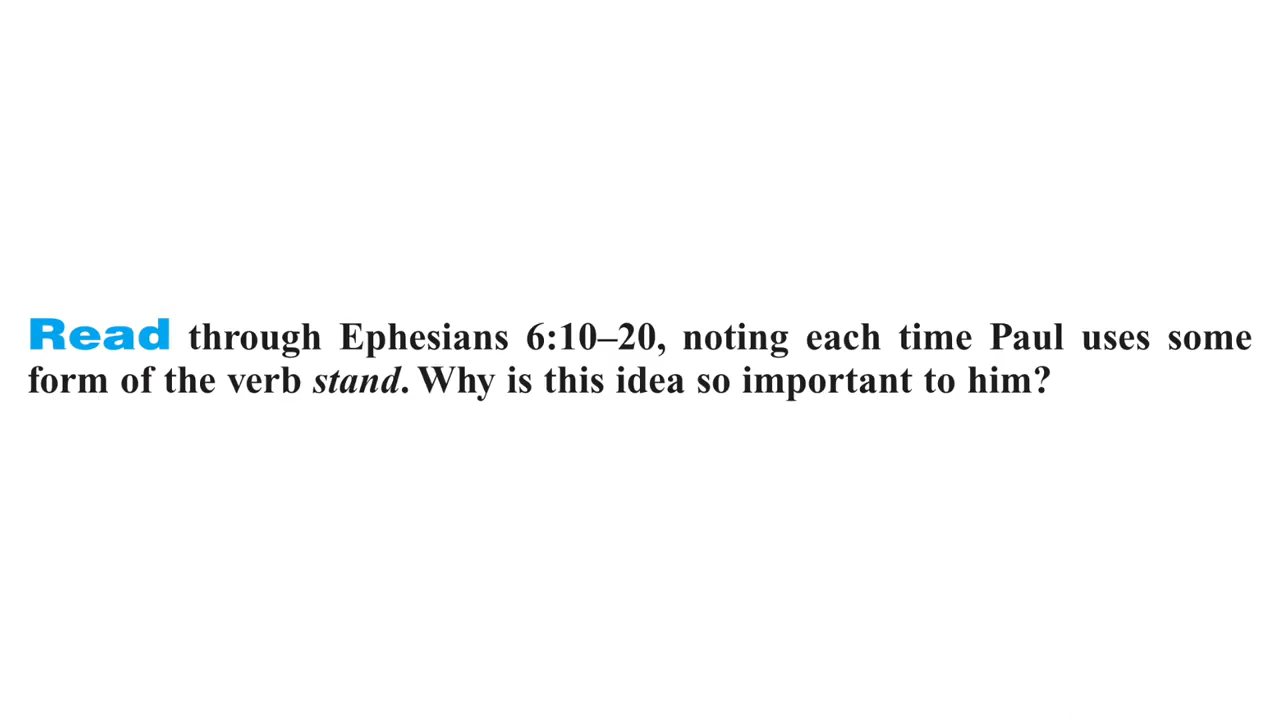 Read through Ephesians 6:10–20, noting each time Paul uses some
form of the verb stand. Why is this idea so important to him?